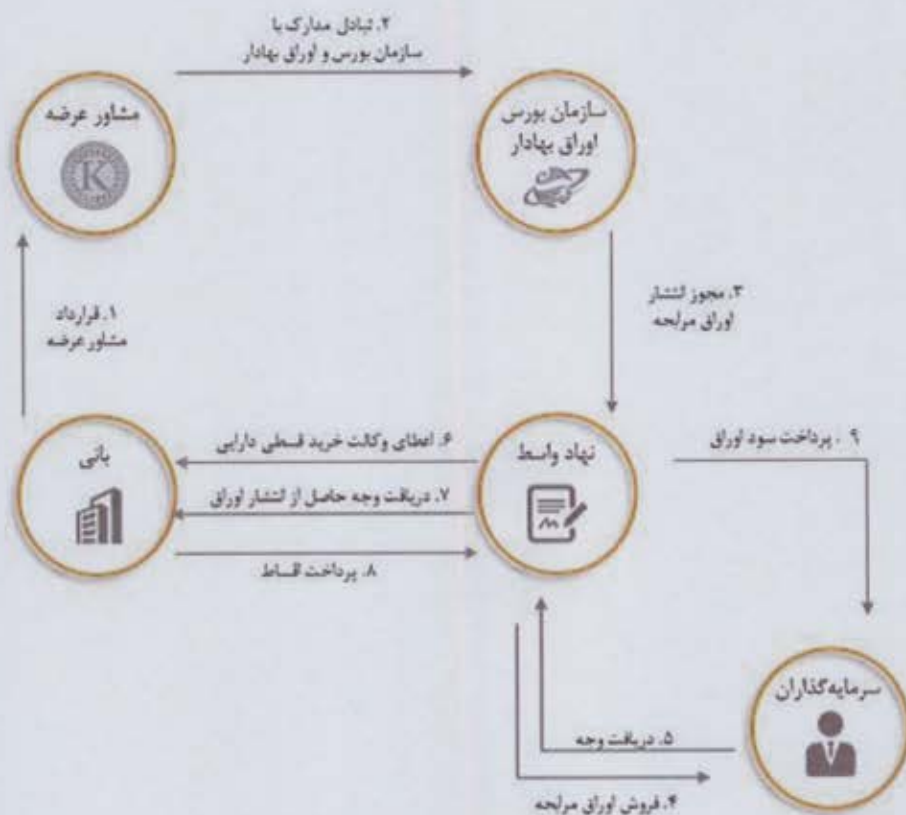 ۲. تبادل مدارک با
سازمان بورس و اوراق بهادار
مشاور عرضه
K
سازمان بورس
اوراق بهادار
۱. قرارداد
مشاور عرضه
۳. مجوز انتشار
اوراق مرابحه
بانی
۶. اعطای وکالت خرید قسطی دارایی
۷. دریافت وجه حاصل از انتشار اوراق
۸. پرداخت اقساط
نهاد واسط
۹. پرداخت سود اوراق
سرمایه‌گذاران
۵. دریافت وجه
۴. فروش اوراق مرابحه